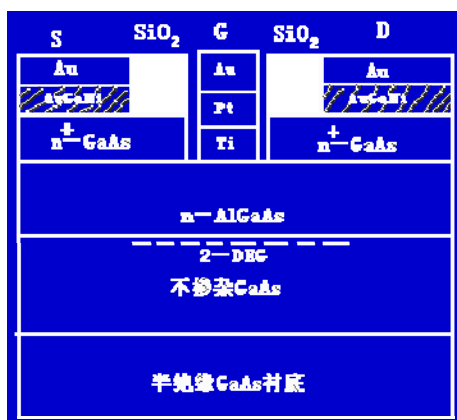 S SiO₂ G SiO₂ D
Au Au Au
Pt
n⁺—GaAs Ti n⁺—GaAs
n—AlGaAs
2—DEG
不掺杂GaAs
半绝缘GaAs衬底